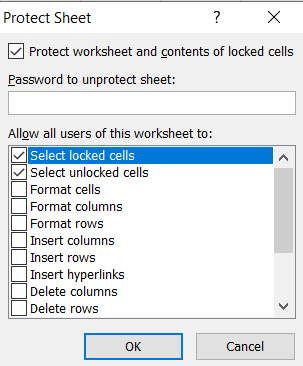 Protect Sheet
?
Protect worksheet and contents of locked cells
Password to unprotect sheet:
Allow all users of this worksheet to:
Select locked cells
Select unlocked cells
Format cells
Format columns
Format rows
Insert columns
Insert rows
Insert hyperlinks
Delete columns
Delete rows
OK Cancel